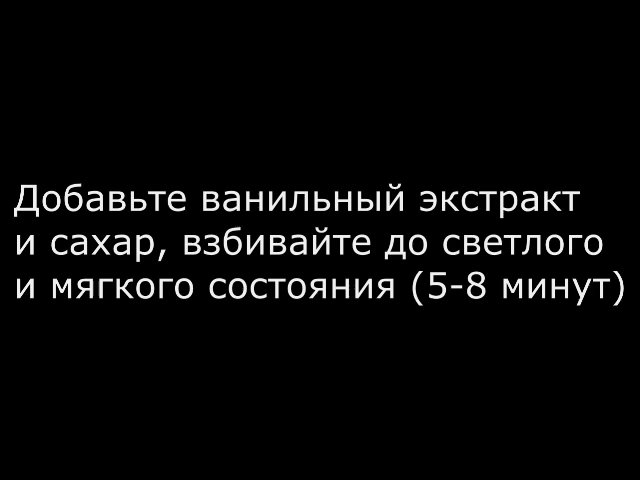 Добавьте ванильный экстракт
и сахар, взбивайте до светлого
и мягкого состояния (5-8 минут)